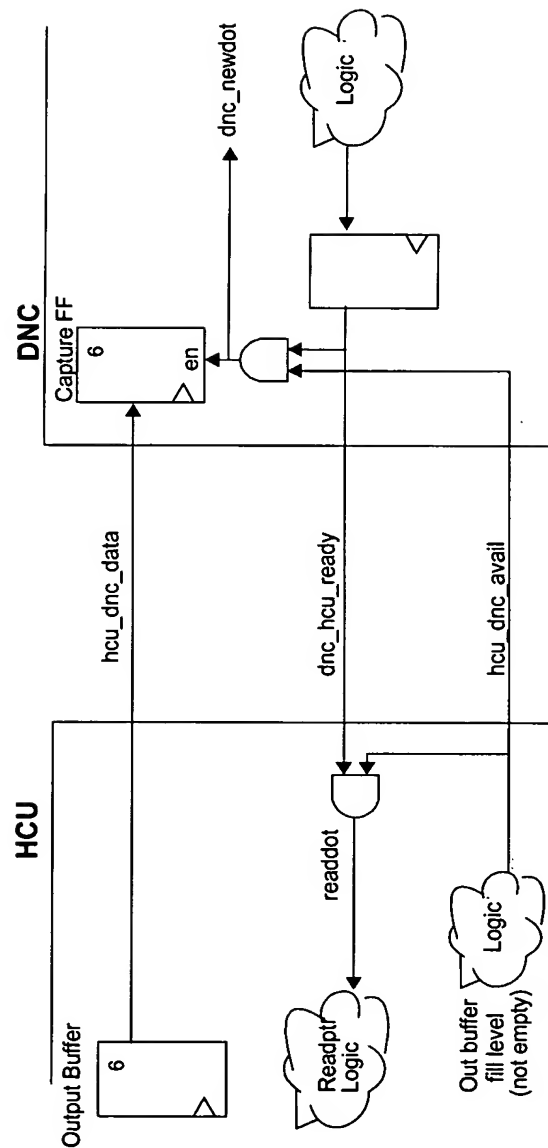 HCU
DNC
Output Buffer
6
hcu_dnc_data
Capture FF
6
en
dnc_newdot
Readptr
Logic
readdot
dnc_hcu_ready
Logic
Out buffer
fill level
(not empty)
Logic
hcu_dnc_avail